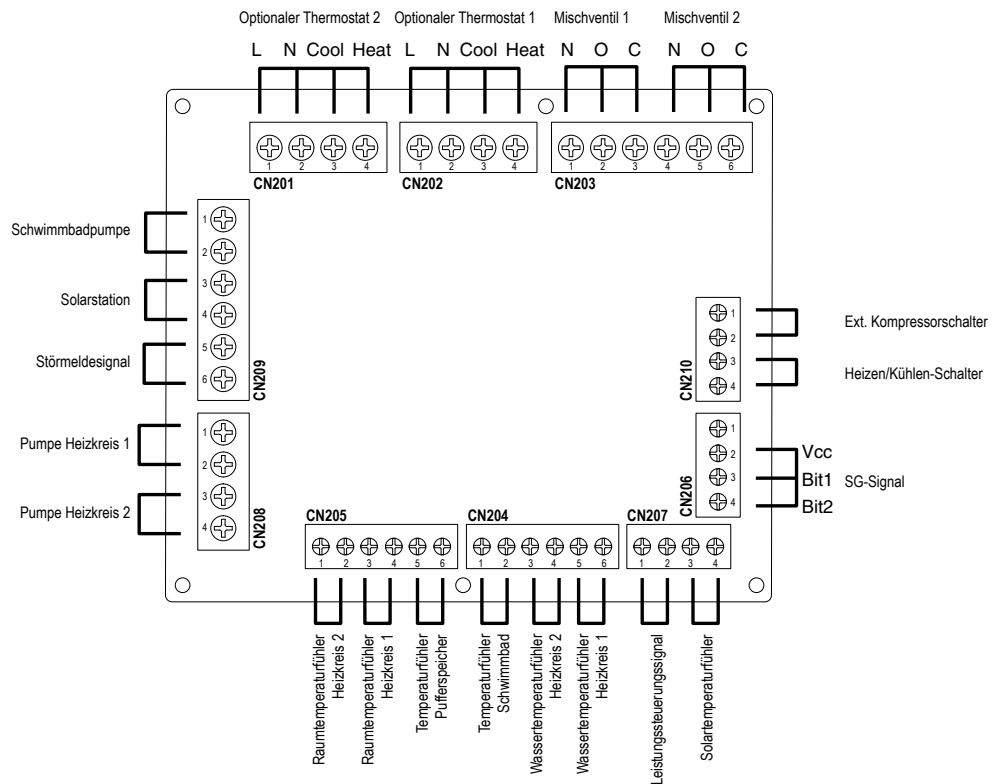 Optionaler Thermostat 2 Optionaler Thermostat 1 Mischventil 1 Mischventil 2
L N Cool Heat L N Cool Heat N O C N O C
1 2 3 4 1 2 3 4 1 2 3 4 5 6
CN201 CN202 CN203
Schwimmbadpumpe
1
2
Solarstation
3
4
Störmeldesignal
5
6
CN209
Pumpe Heizkreis 1
1
2
Pumpe Heizkreis 2
3
4
CN208
1
2
Ext. Kompressorschalter
3
4
Heizen/Kühlen-Schalter
CN210
1
2
3
4
Vcc
Bit1 SG-Signal
Bit2
CN206
CN205 CN204 CN207
1 2 3 4 5 6 1 2 3 4 5 6 1 2 3 4
Raumtemperaturfühler
Heizkreis 2
Raumtemperaturfühler
Heizkreis 1
Temperaturfühler
Pufferspeicher
Temperaturfühler
Schwimmbad
Wassertemperaturfühler
Heizkreis 2
Wassertemperaturfühler
Heizkreis 1
Leistungssteuerungssignal
Solartemperaturfühler